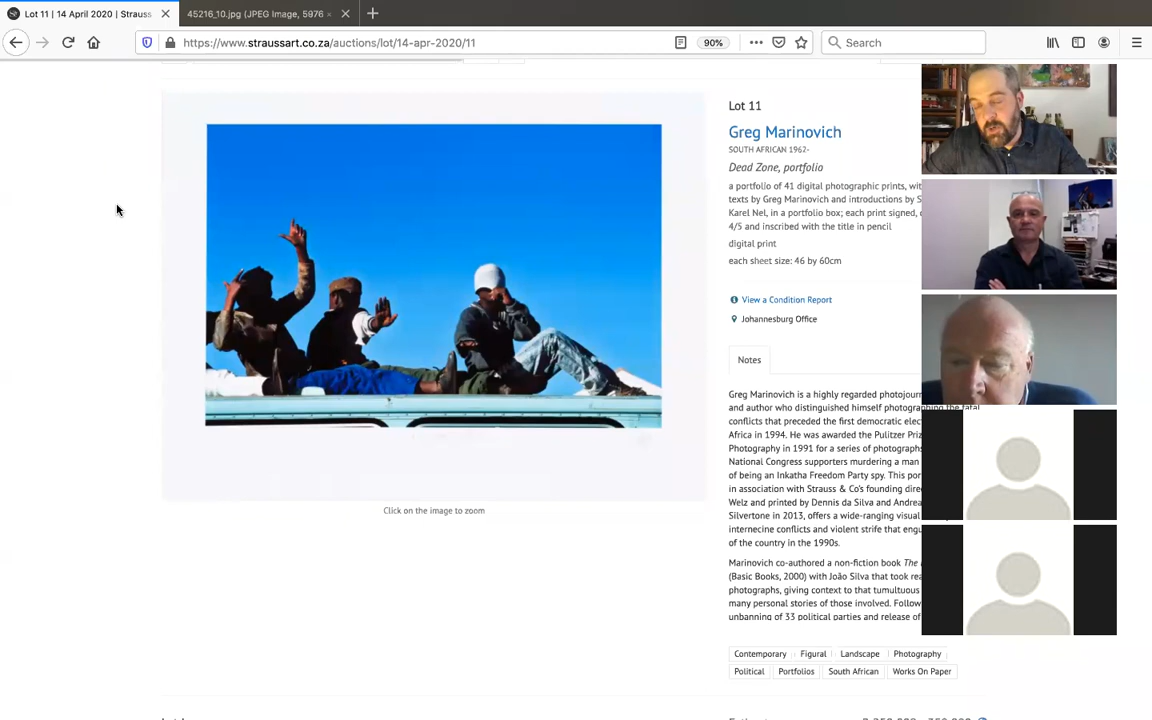 Lot 11 | 14 April 2020 | Strauss
45216_10.jpg (JPEG Image, 5976 ×
https://www.straussart.co.za/auctions/lot/14-apr-2020/11
90%
Search
Lot 11
Greg Marinovich
SOUTH AFRICAN 1962-
Dead Zone, portfolio
a portfolio of 41 digital photographic prints, wit
texts by Greg Marinovich and introductions by S
Karel Nel, in a portfolio box; each print signed,
4/5 and inscribed with the title in pencil
digital print
each sheet size: 46 by 60cm
View a Condition Report
Johannesburg Office
Notes
Greg Marinovich is a highly regarded photojourn
and author who distinguished himself photographing the fatal
conflicts that preceded the first democratic elec
Africa in 1994. He was awarded the Pulitzer Priz
Photography in 1991 for a series of photographs
National Congress supporters murdering a man
of being an Inkatha Freedom Party spy. This por
in association with Strauss & Co's founding dire
Welz and printed by Dennis da Silva and Andrea
Silvertone in 2013, offers a wide-ranging visual
internecine conflicts and violent strife that engu
of the country in the 1990s.
Marinovich co-authored a non-fiction book The
(Basic Books, 2000) with João Silva that took rea
photographs, giving context to that tumultuous
many personal stories of those involved. Follow
unbanning of 33 political parties and release of
Click on the image to zoom
Contemporary Figural Landscape Photography
Political Portfolios South African Works On Paper